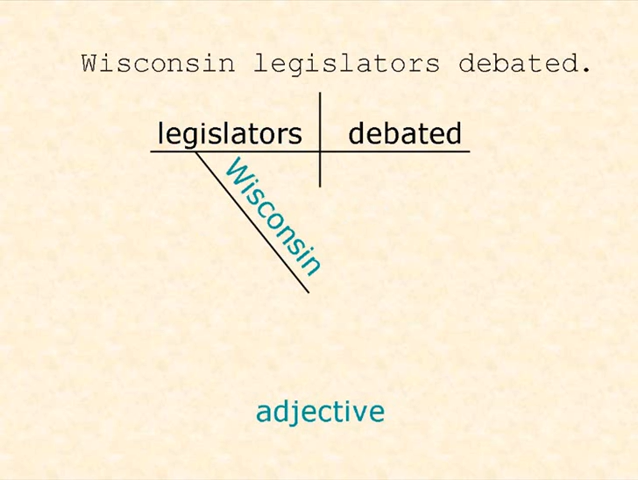 Wisconsin legislators debated.
legislators debated
Wisconsin
adjective